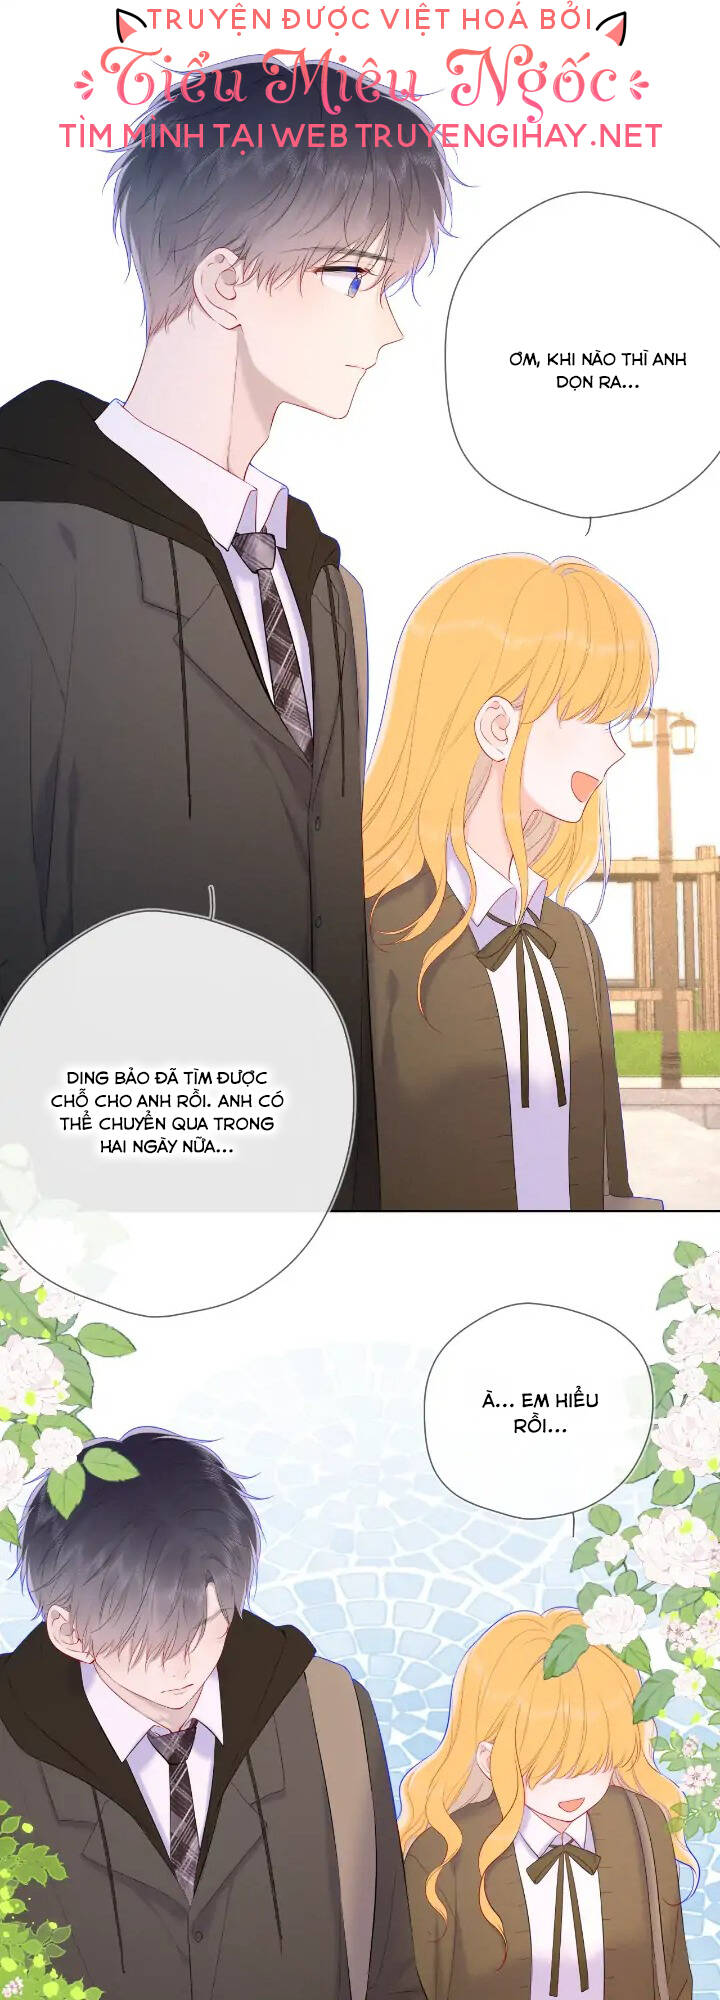 TRUYỆN ĐƯỢC VIỆT HOÁ BỞI
Tiểu Miêu Ngốc
TÌM MÌNH TẠI WEB TRUYENGIHAY.NET
ƠM, KHI NÀO THÌ ANH
DỌN RA...
DING BẢO ĐÃ TÌM ĐƯỢC
CHỖ CHO ANH RỒI. ANH CÓ
THỂ CHUYỂN QUA TRONG
HAI NGÀY NỮA...
À... EM HIỂU
RỒI...